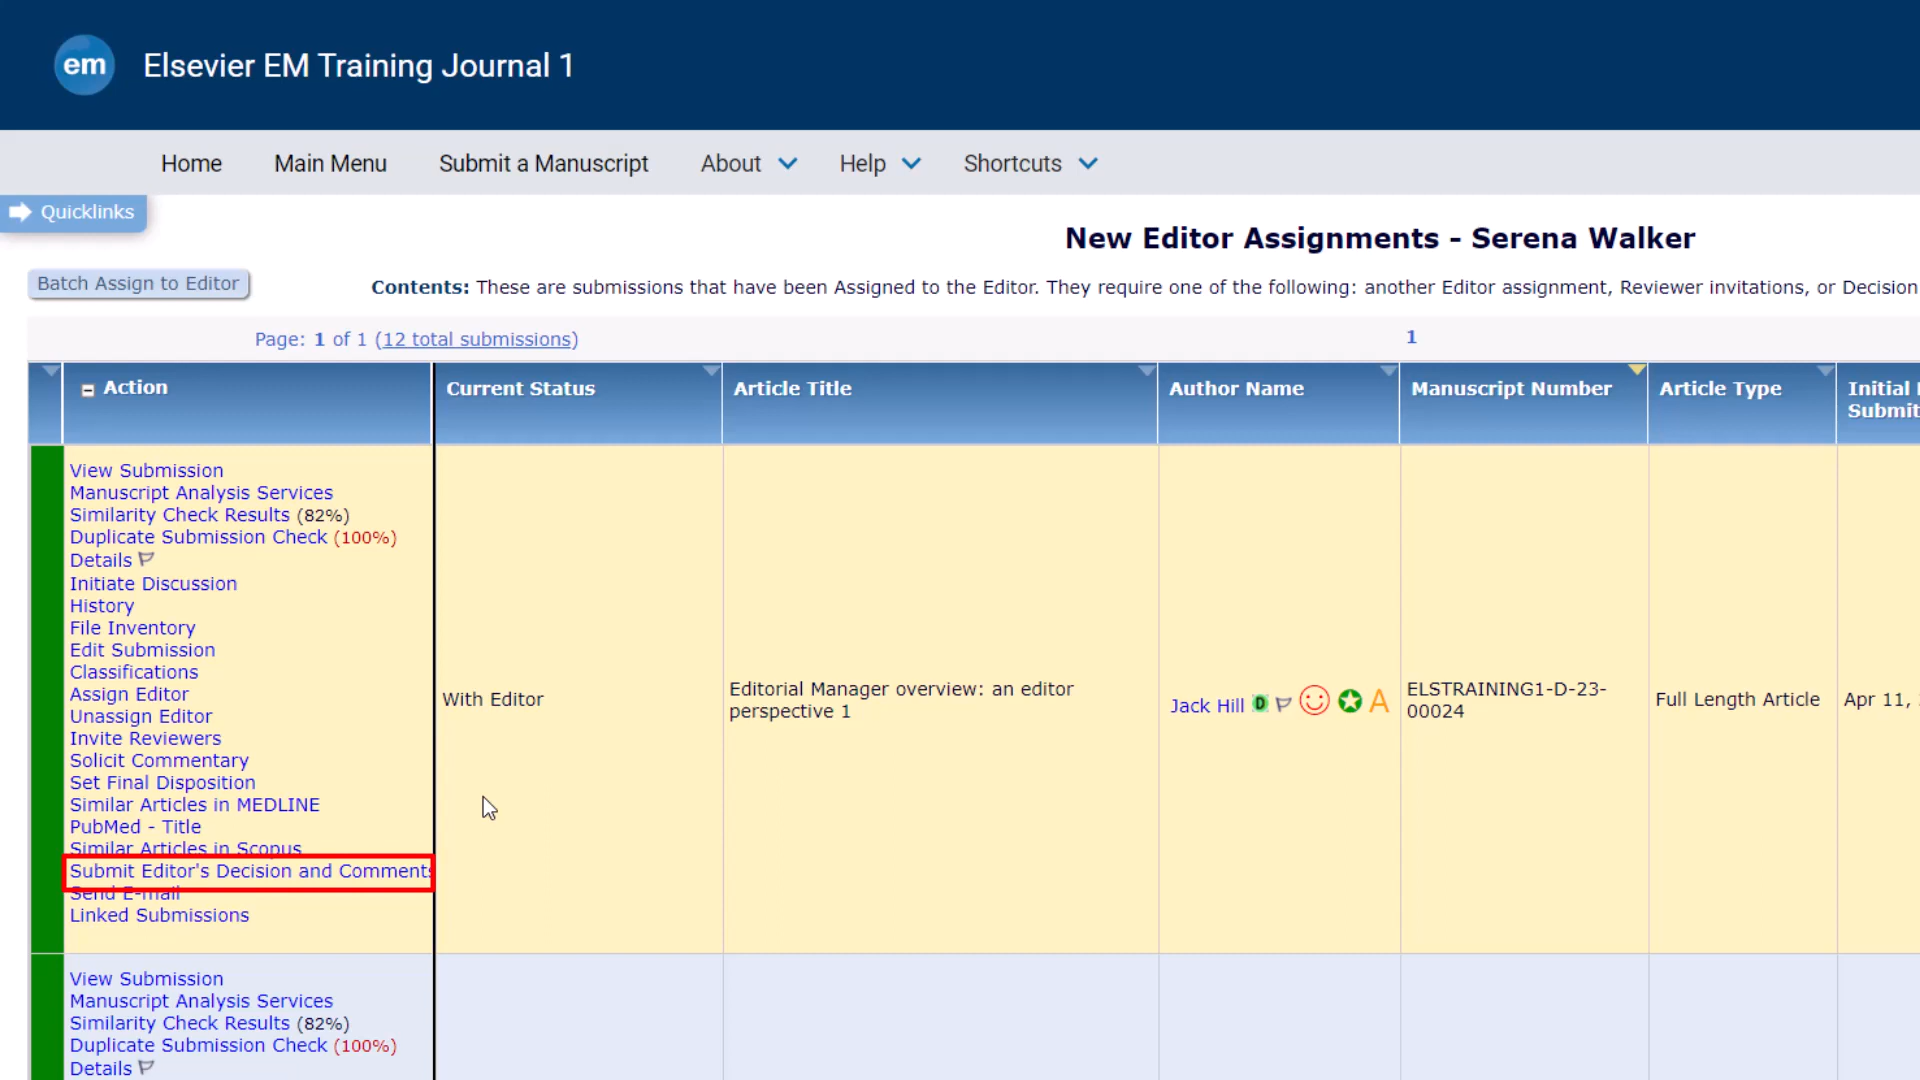 em Elsevier EM Training Journal 1
Home Main Menu Submit a Manuscript About Help Shortcuts
Quicklinks
New Editor Assignments - Serena Walker
Batch Assign to Editor
Contents: These are submissions that have been Assigned to the Editor. They require one of the following: another Editor assignment, Reviewer invitations, or Decision
Page: 1 of 1 (12 total submissions) 1
Action Current Status Article Title Author Name Manuscript Number Article Type Initial
Submit
View Submission
Manuscript Analysis Services
Similarity Check Results (82%)
Duplicate Submission Check (100%)
Details
Initiate Discussion
History
File Inventory
Edit Submission
Classifications
Assign Editor
Unassign Editor
Invite Reviewers
Solicit Commentary
Set Final Disposition
Similar Articles in MEDLINE
PubMed - Title
Similar Articles in Scopus
Submit Editor's Decision and Comments
Send E-mail
Linked Submissions
With Editor
Editorial Manager overview: an editor
perspective 1
Jack Hill D A
ELSTRAINING1-D-23-
00024
Full Length Article
Apr 11,
View Submission
Manuscript Analysis Services
Similarity Check Results (82%)
Duplicate Submission Check (100%)
Details